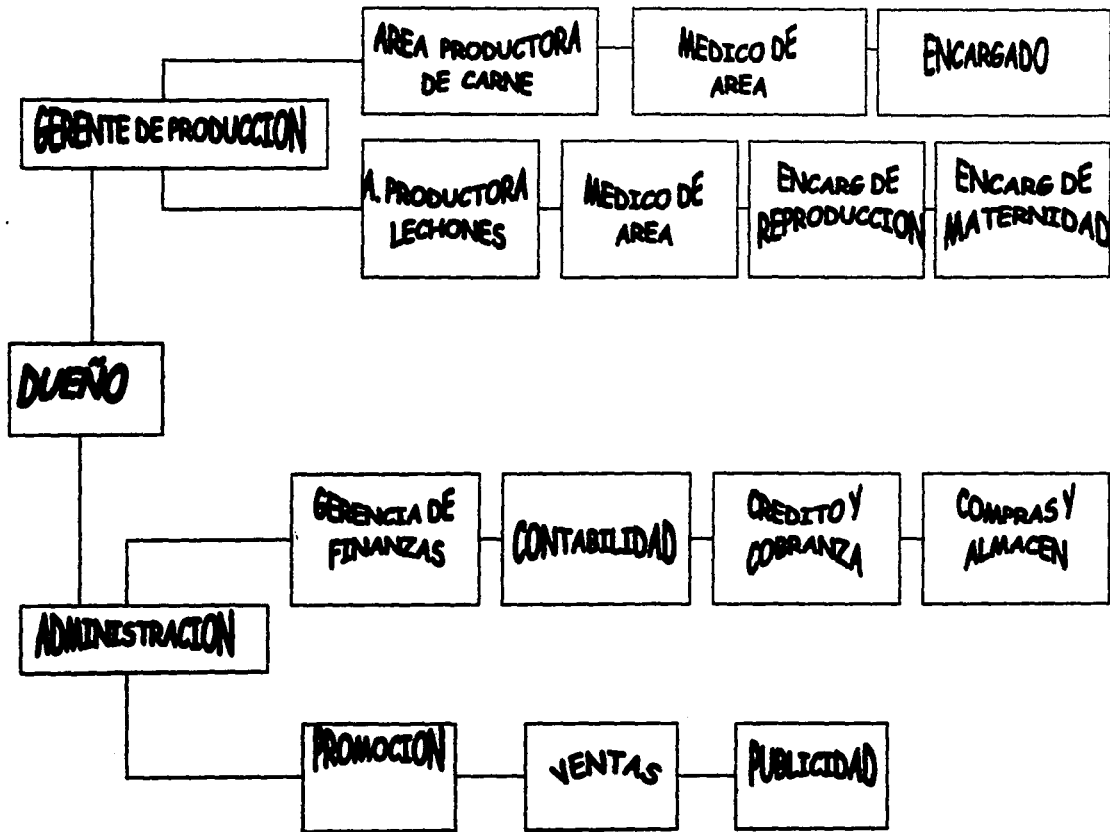 AREA PRODUCTORA
DE CARNE
MEDICO DE
AREA
ENCARGADO
GERENTE DE PRODUCCION
A. PRODUCTORA
LECHONES
MEDICO DE
AREA
ENCARG DE
REPRODUCCION
ENCARG DE
MATERNIDAD
DUEÑO
GERENCIA DE
FINANZAS
CONTABILIDAD
CREDITO Y
COBRANZA
COMPRAS Y
ALMACEN
ADMINISTRACION
PROMOCION
VENTAS
PUBLICIDAD